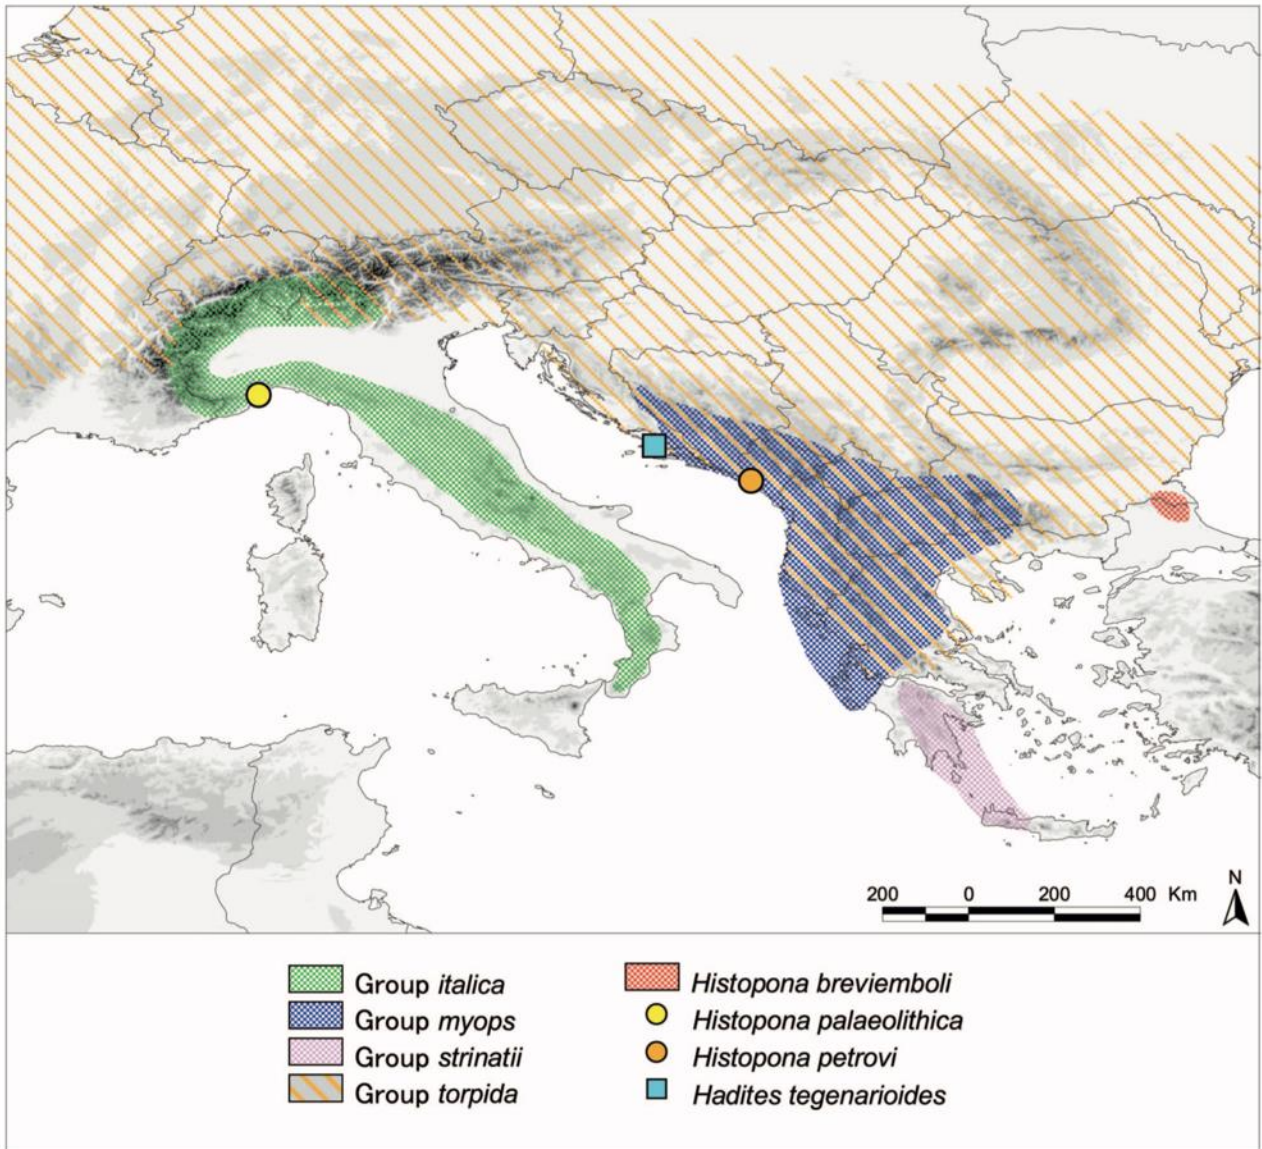 N
200 0 200 400 Km
Group italica
Group myops
Group strinatii
Group torpida
Histopona breviemboli
Histopona palaeolithica
Histopona petrovi
Hadites tegenarioides